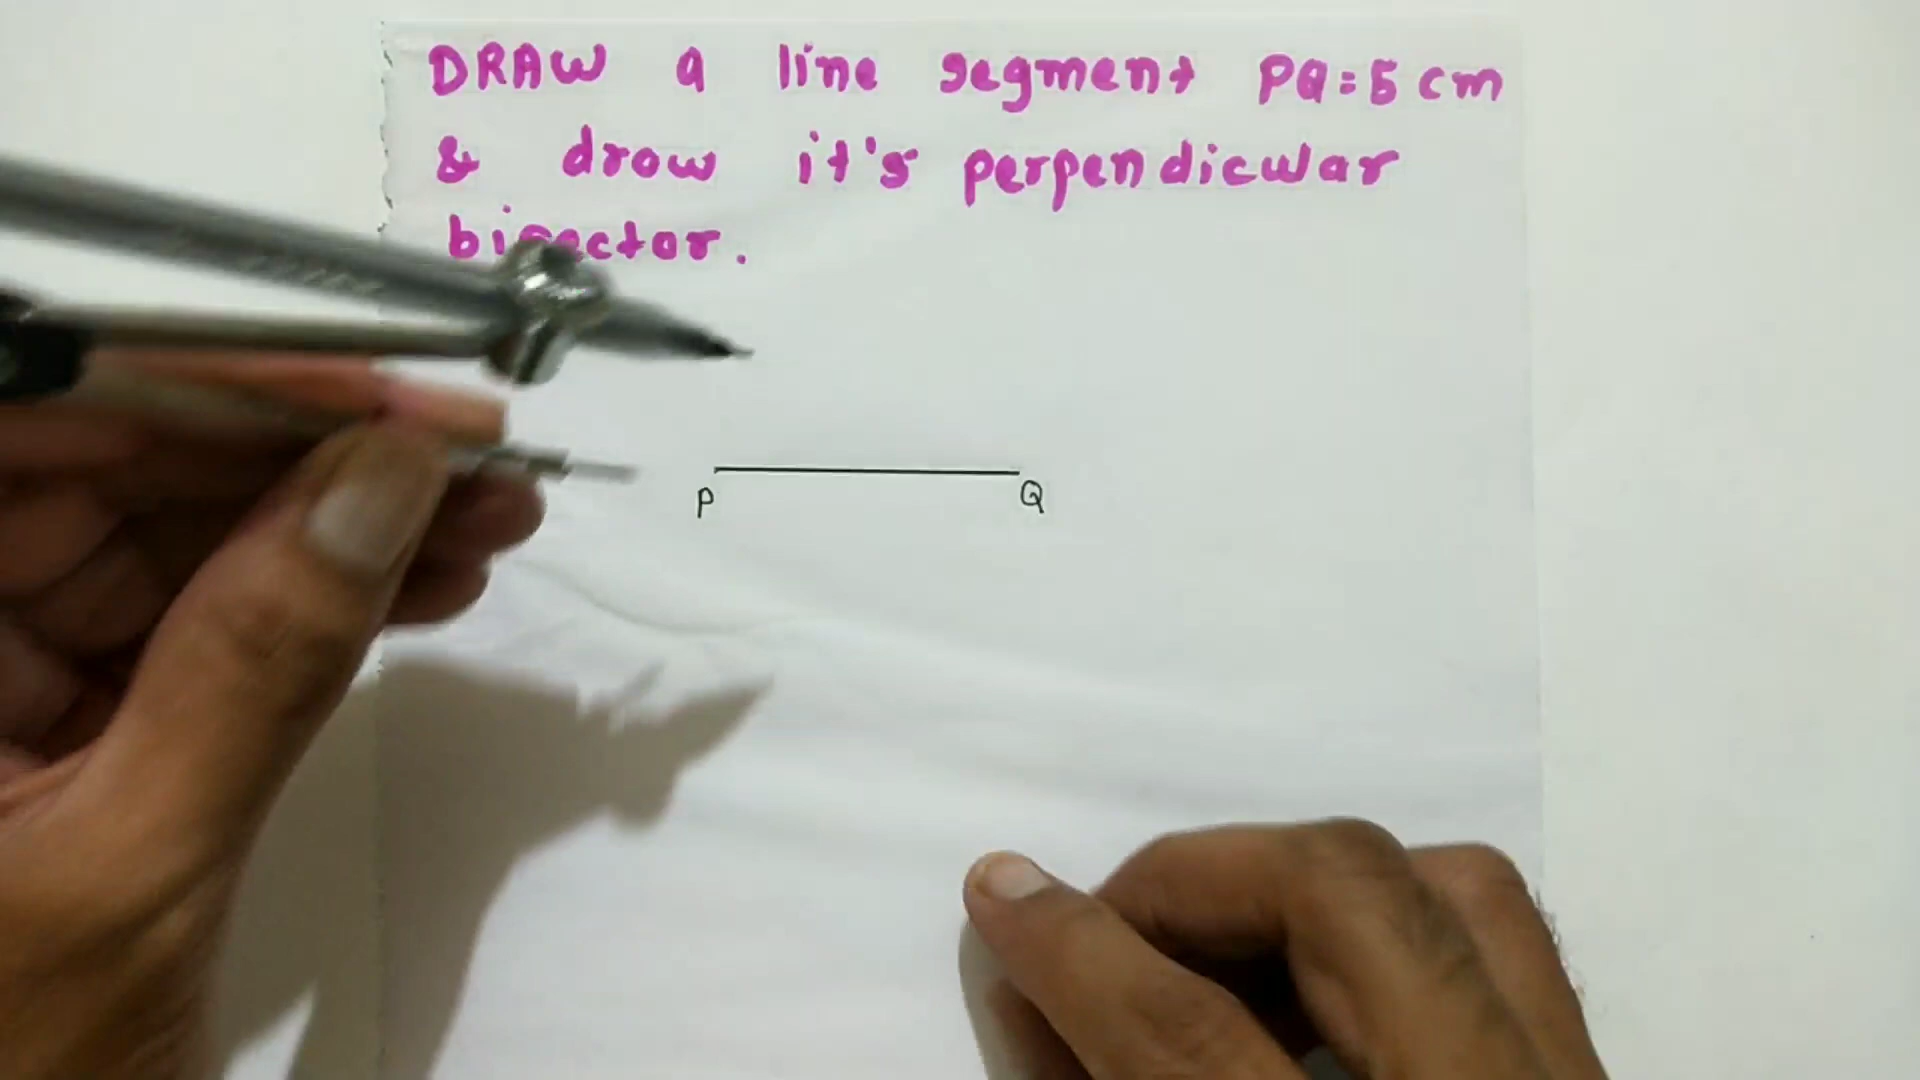 DRAW a line segment PQ=5 cm
& draw it's perpendicular
bisector.
P Q